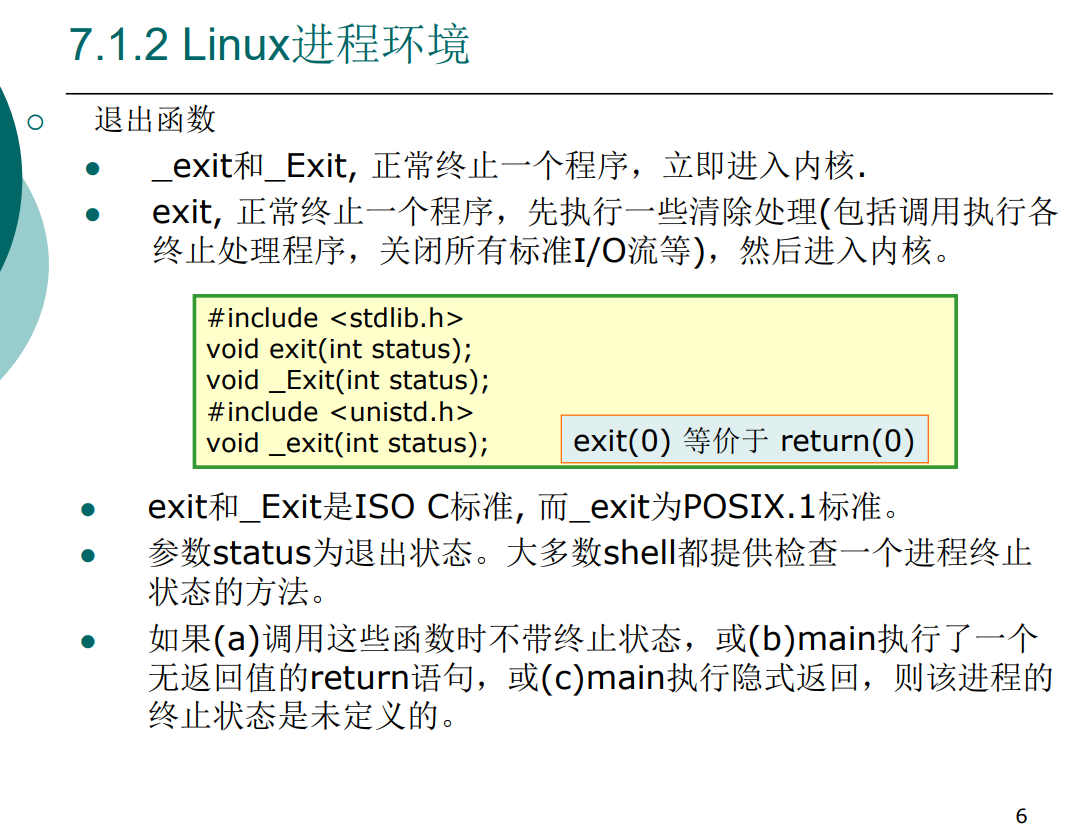 7.1.2 Linux进程环境
退出函数
_exit和_Exit, 正常终止一个程序，立即进入内核.
exit, 正常终止一个程序，先执行一些清除处理(包括调用执行各
终止处理程序，关闭所有标准I/O流等)，然后进入内核。
#include <stdlib.h>
void exit(int status);
void _Exit(int status);
#include <unistd.h>
void _exit(int status);
exit(0) 等价于 return(0)
exit和_Exit是ISO C标准, 而_exit为POSIX.1标准。
参数status为退出状态。大多数shell都提供检查一个进程终止
状态的方法。
如果(a)调用这些函数时不带终止状态，或(b)main执行了一个
无返回值的return语句，或(c)main执行隐式返回，则该进程的
终止状态是未定义的。
6